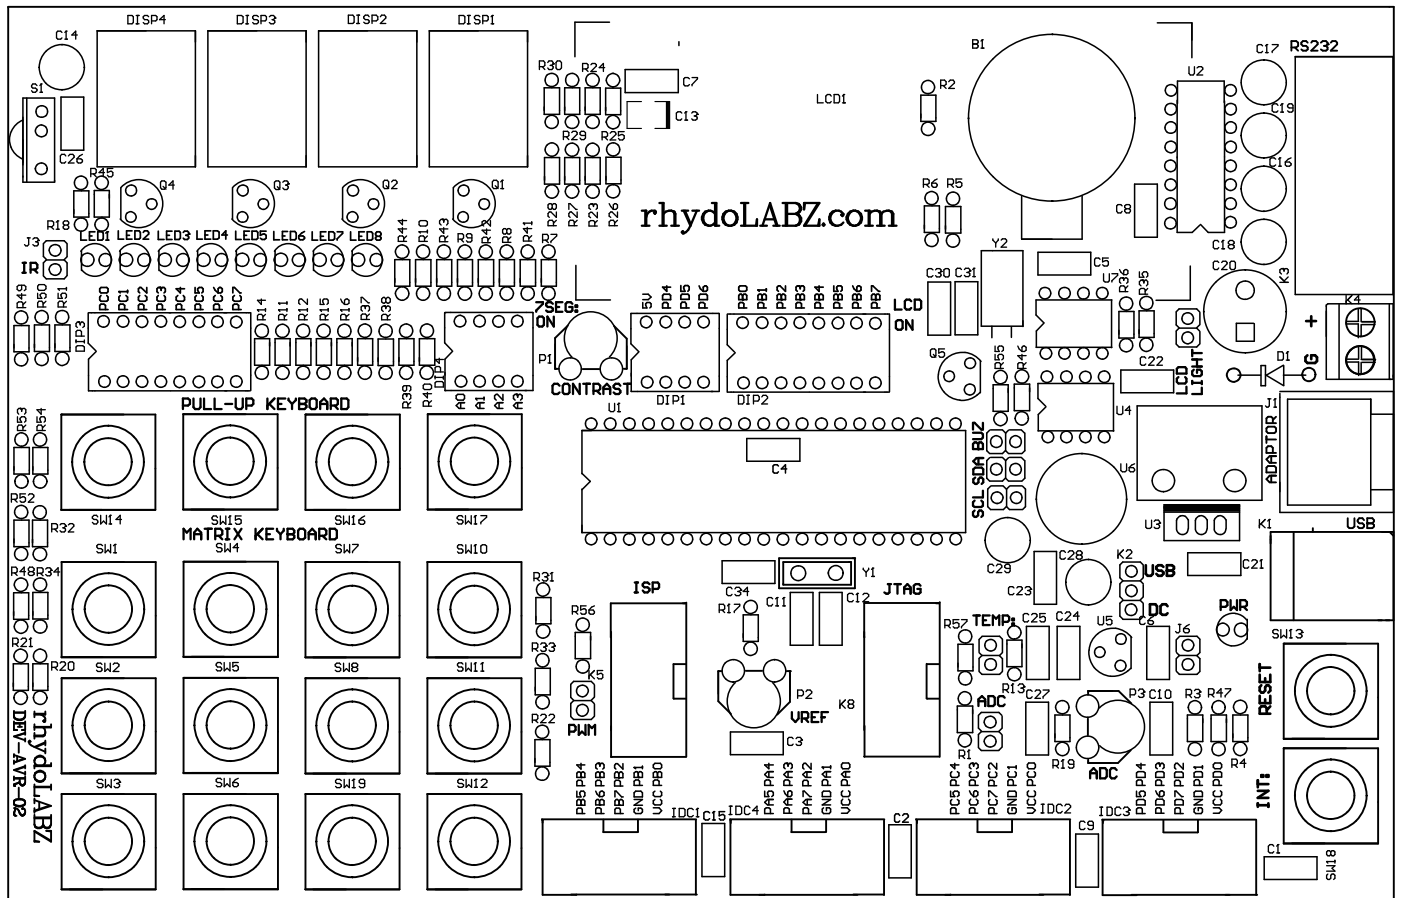 DISP4
DISP3
DISP2
DISP1
C14
S1
C26
R45
R18
Q4
Q3
Q2
Q1
R30
R24
R29
R25
R28
R27
R23
R26
C7
C13
LCD1
R2
B1
U2
C17
RS232
C19
C16
C18
C8
R6
R5
rhydoLABZ.com
J3
IR
LED1
LED2
LED3
LED4
LED5
LED6
LED7
LED8
R44
R10
R43
R9
R42
R8
R41
R7
C30
C31
Y2
C5
U7
R36
R35
C20
K3
K4
R49
R50
R51
DIP3
PC0
PC1
PC2
PC3
PC4
PC5
PC6
PC7
R14
R11
R12
R15
R16
R37
R38
R39
R40
DIP4
7SEG:
ON
A0
A1
A2
A3
P1
CONTRAST
5V
PD4
PD5
PD6
DIP1
PB0
PB1
PB2
PB3
PB4
PB5
PB6
PB7
DIP2
LCD
ON
Q5
R55
R46
U4
C22
LCD
LIGHT
+
G
D1
PULL-UP KEYBOARD
R53
R54
SW14
SW15
SW16
SW17
U1
C4
SCL SDA BUZ
U6
J1
ADAPTOR
U3
K1
USB
R52
R32
MATRIX KEYBOARD
SW1
SW4
SW7
SW10
C29
C28
C23
K2
USB
DC
C21
R48
R34
R31
R56
ISP
C34
Y1
C11
C12
R17
JTAG
R57
TEMP:
C25
C24
U5
C6
J6
PWR
SW13
R21
R20
SW2
SW5
SW8
SW11
R33
K5
PWM
P2
VREF
C3
K8
R13
ADC
R1
C27
R19
P3
ADC
C10
R3
R47
R4
RESET
R22
rhydoLABZ
DEV-AVR-02
SW3
SW6
SW19
SW12
PB5 PB4
PB6 PB3
PB7 PB2
GND PB1
VCC PB0
IDC1
C15
IDC4
PA5 PA4
PA6 PA3
PA7 PA2
GND PA1
VCC PA0
C2
PC5 PC4
PC6 PC3
PC7 PC2
GND PC1
VCC PC0
IDC2
C9
IDC3
PD5 PD4
PD6 PD3
PD7 PD2
GND PD1
VCC PD0
INT:
C1
SW18